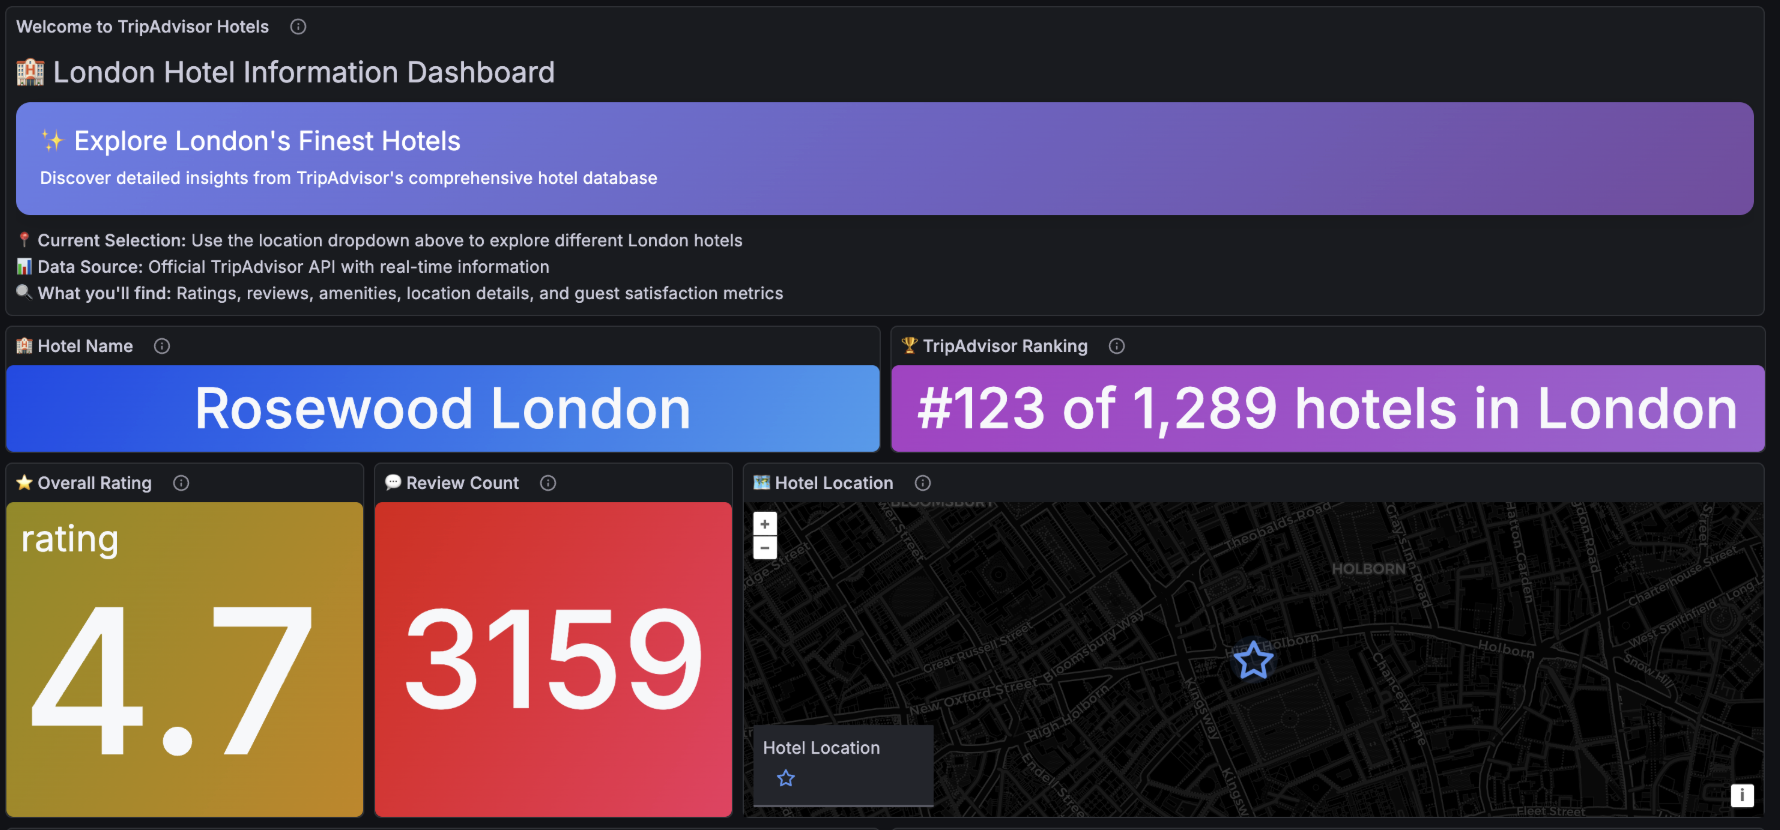 Welcome to TripAdvisor Hotels
🏨 London Hotel Information Dashboard
✨ Explore London's Finest Hotels
Discover detailed insights from TripAdvisor's comprehensive hotel database
📍 Current Selection: Use the location dropdown above to explore different London hotels
📊 Data Source: Official TripAdvisor API with real-time information
🔍 What you'll find: Ratings, reviews, amenities, location details, and guest satisfaction metrics
🏨 Hotel Name
Rosewood London
🏆 TripAdvisor Ranking
#123 of 1,289 hotels in London
⭐ Overall Rating
rating
4.7
💬 Review Count
3159
🗺️ Hotel Location
+
−
BLOOMSBURY
Theobalds Road
Gray's Inn Road
Hatton Garden
Street
Charterhouse Street
HOLBORN
Great Russell Street
Bloomsbury Way
High Holborn
Holborn
West Smithfield
Long
Snow Hill
New Oxford Street
High Holborn
Kingsway
Chancery Lane
Endell Street
Kingsw
Fleet Street
Hotel Location
i